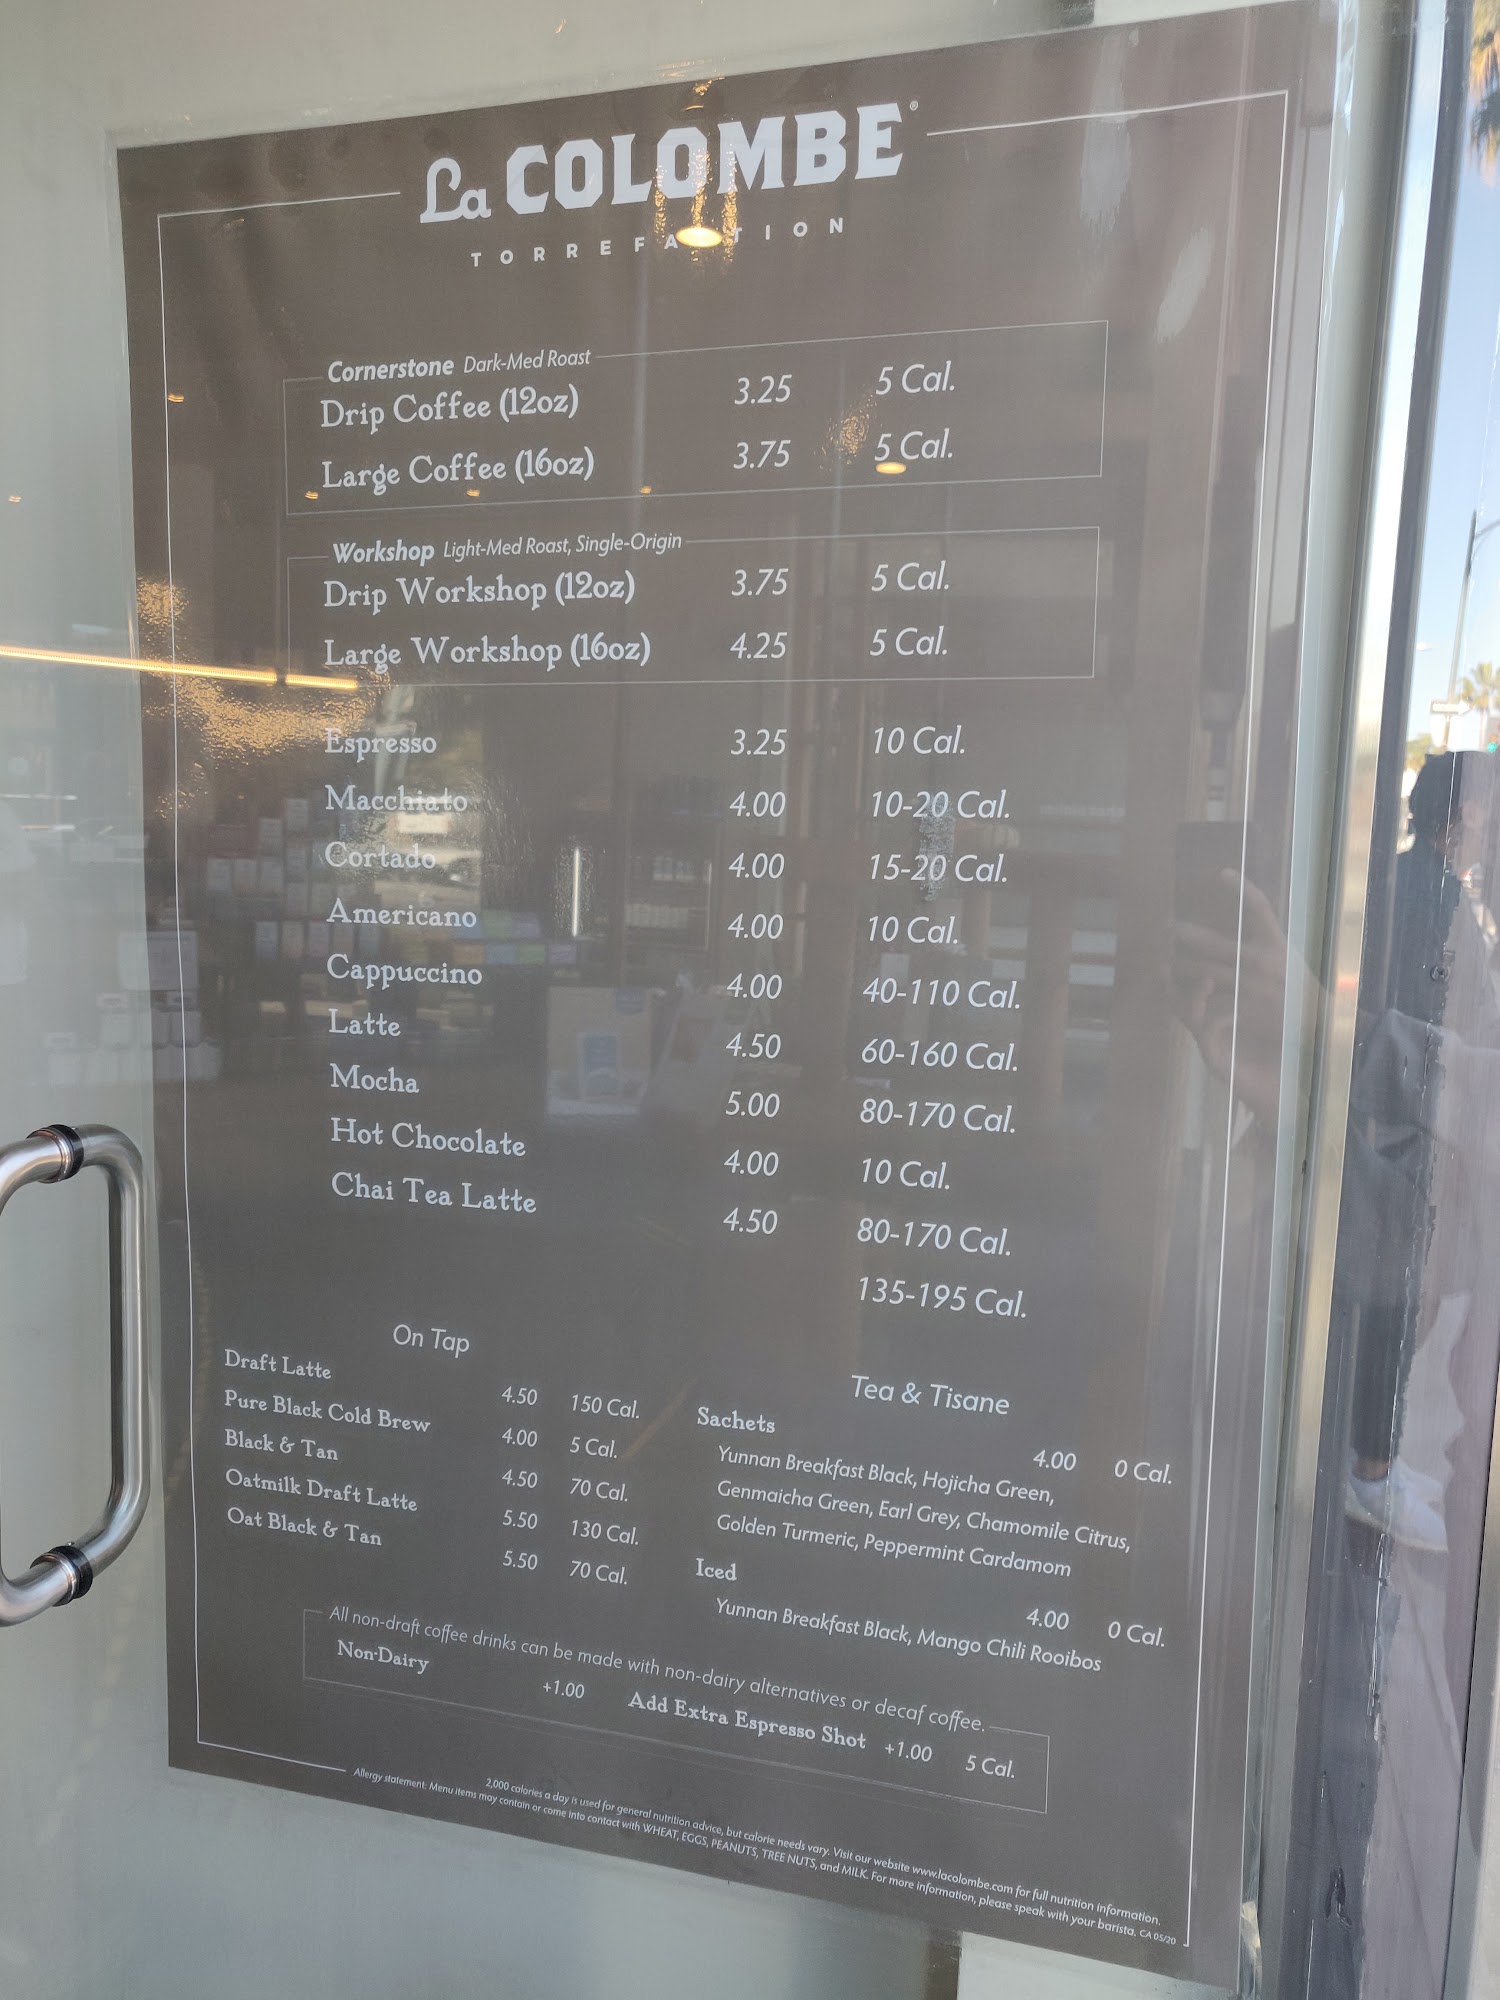 La COLOMBE®
TORREFACTION
Cornerstone Dark-Med Roast
Drip Coffee (12oz) 3.25 5 Cal.
Large Coffee (16oz) 3.75 5 Cal.
Workshop Light-Med Roast, Single-Origin
Drip Workshop (12oz) 3.75 5 Cal.
Large Workshop (16oz) 4.25 5 Cal.
Espresso 3.25 10 Cal.
Macchiato 4.00 10-20 Cal.
Cortado 4.00 15-20 Cal.
Americano 4.00 10 Cal.
Cappuccino 4.00 40-110 Cal.
Latte 4.50 60-160 Cal.
Mocha 5.00 80-170 Cal.
Hot Chocolate 4.00 10 Cal.
Chai Tea Latte 4.50 80-170 Cal.
135-195 Cal.
On Tap
Draft Latte 4.50 150 Cal.
Pure Black Cold Brew 4.00 5 Cal.
Black & Tan 4.50 70 Cal.
Oatmilk Draft Latte 5.50 130 Cal.
Oat Black & Tan 5.50 70 Cal.
Tea & Tisane
Sachets 4.00 0 Cal.
Yunnan Breakfast Black, Hojicha Green,
Genmaicha Green, Earl Grey, Chamomile Citrus,
Golden Turmeric, Peppermint Cardamom
Iced 4.00 0 Cal.
Yunnan Breakfast Black, Mango Chili Rooibos
All non-draft coffee drinks can be made with non-dairy alternatives or decaf coffee.
Non-Dairy +1.00 Add Extra Espresso Shot +1.00 5 Cal.
2,000 calories a day is used for general nutrition advice, but calorie needs vary. Visit our website www.lacolombe.com for full nutrition information.
Allergy statement: Menu items may contain or come into contact with WHEAT, EGGS, PEANUTS, TREE NUTS, and MILK. For more information, please speak with your barista. CA 05/20